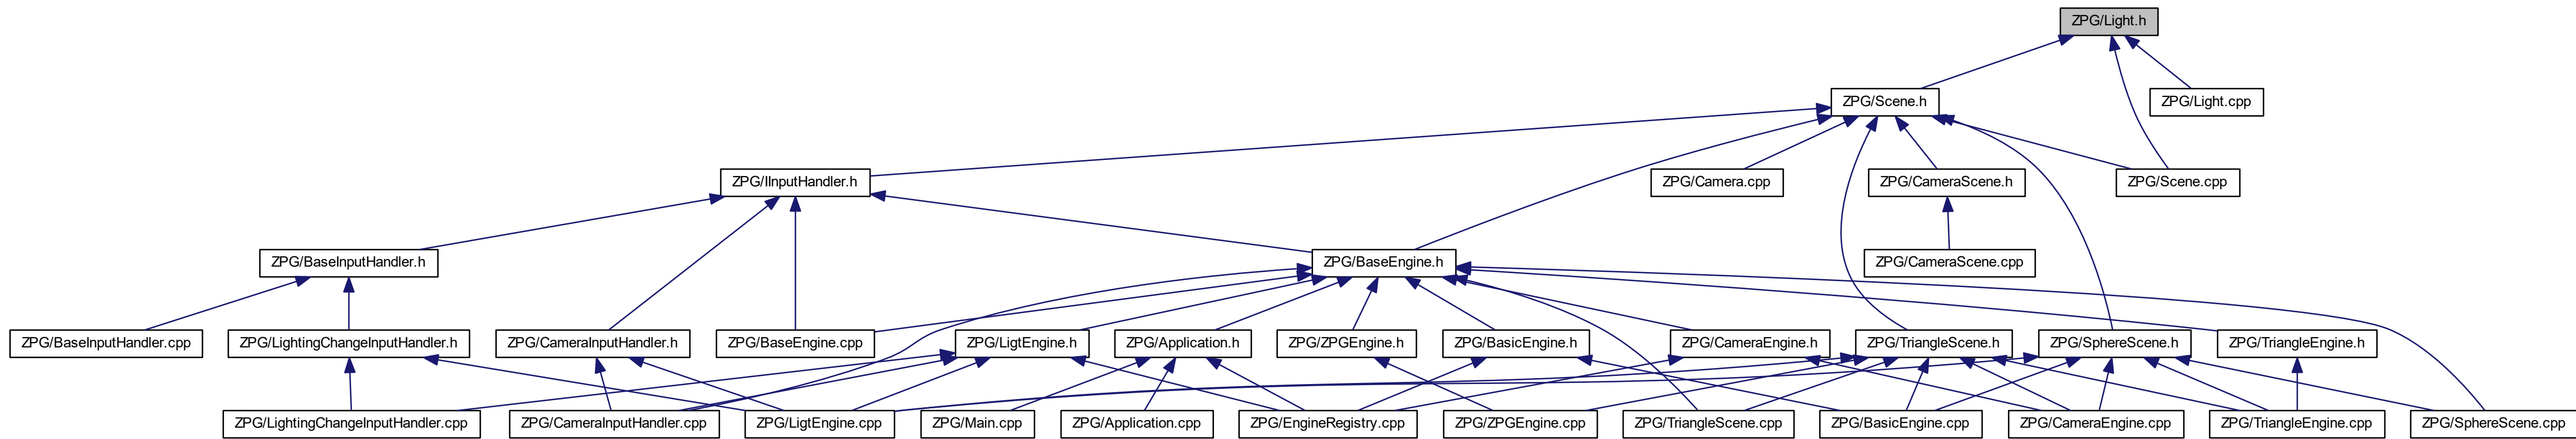 ZPG/Light.h
ZPG/Scene.h
ZPG/Light.cpp
ZPG/IInputHandler.h
ZPG/Camera.cpp
ZPG/CameraScene.h
ZPG/Scene.cpp
ZPG/BaseInputHandler.h
ZPG/BaseEngine.h
ZPG/CameraScene.cpp
ZPG/BaseInputHandler.cpp
ZPG/LightingChangeInputHandler.h
ZPG/CameraInputHandler.h
ZPG/BaseEngine.cpp
ZPG/LigtEngine.h
ZPG/Application.h
ZPG/ZPGEngine.h
ZPG/BasicEngine.h
ZPG/CameraEngine.h
ZPG/TriangleScene.h
ZPG/SphereScene.h
ZPG/TriangleEngine.h
ZPG/LightingChangeInputHandler.cpp
ZPG/CameraInputHandler.cpp
ZPG/LigtEngine.cpp
ZPG/Main.cpp
ZPG/Application.cpp
ZPG/EngineRegistry.cpp
ZPG/ZPGEngine.cpp
ZPG/TriangleScene.cpp
ZPG/BasicEngine.cpp
ZPG/CameraEngine.cpp
ZPG/TriangleEngine.cpp
ZPG/SphereScene.cpp